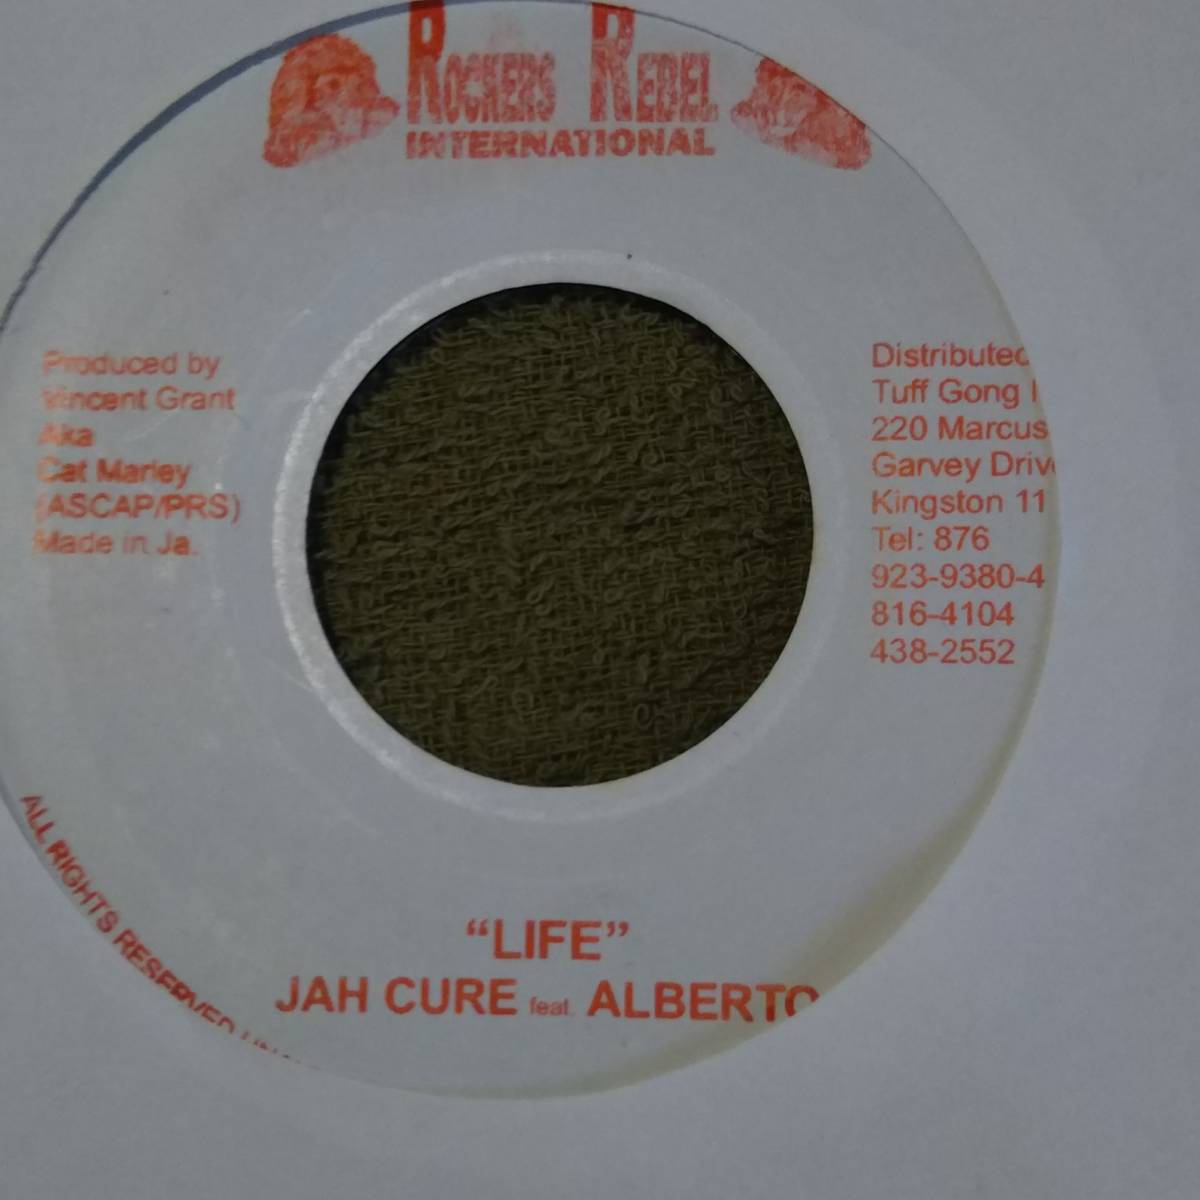 ROCKERS REBEL
INTERNATIONAL
Produced by
Vincent Grant
Aka
Cat Marley
(ASCAP/PRS)
Made in Ja.
Distributed
Tuff Gong
220 Marcus
Garvey Drive
Kingston 11
Tel: 876
923-9380-4
816-4104
438-2552
ALL RIGHTS RESERVED
“LIFE”
JAH CURE feat. ALBERTO